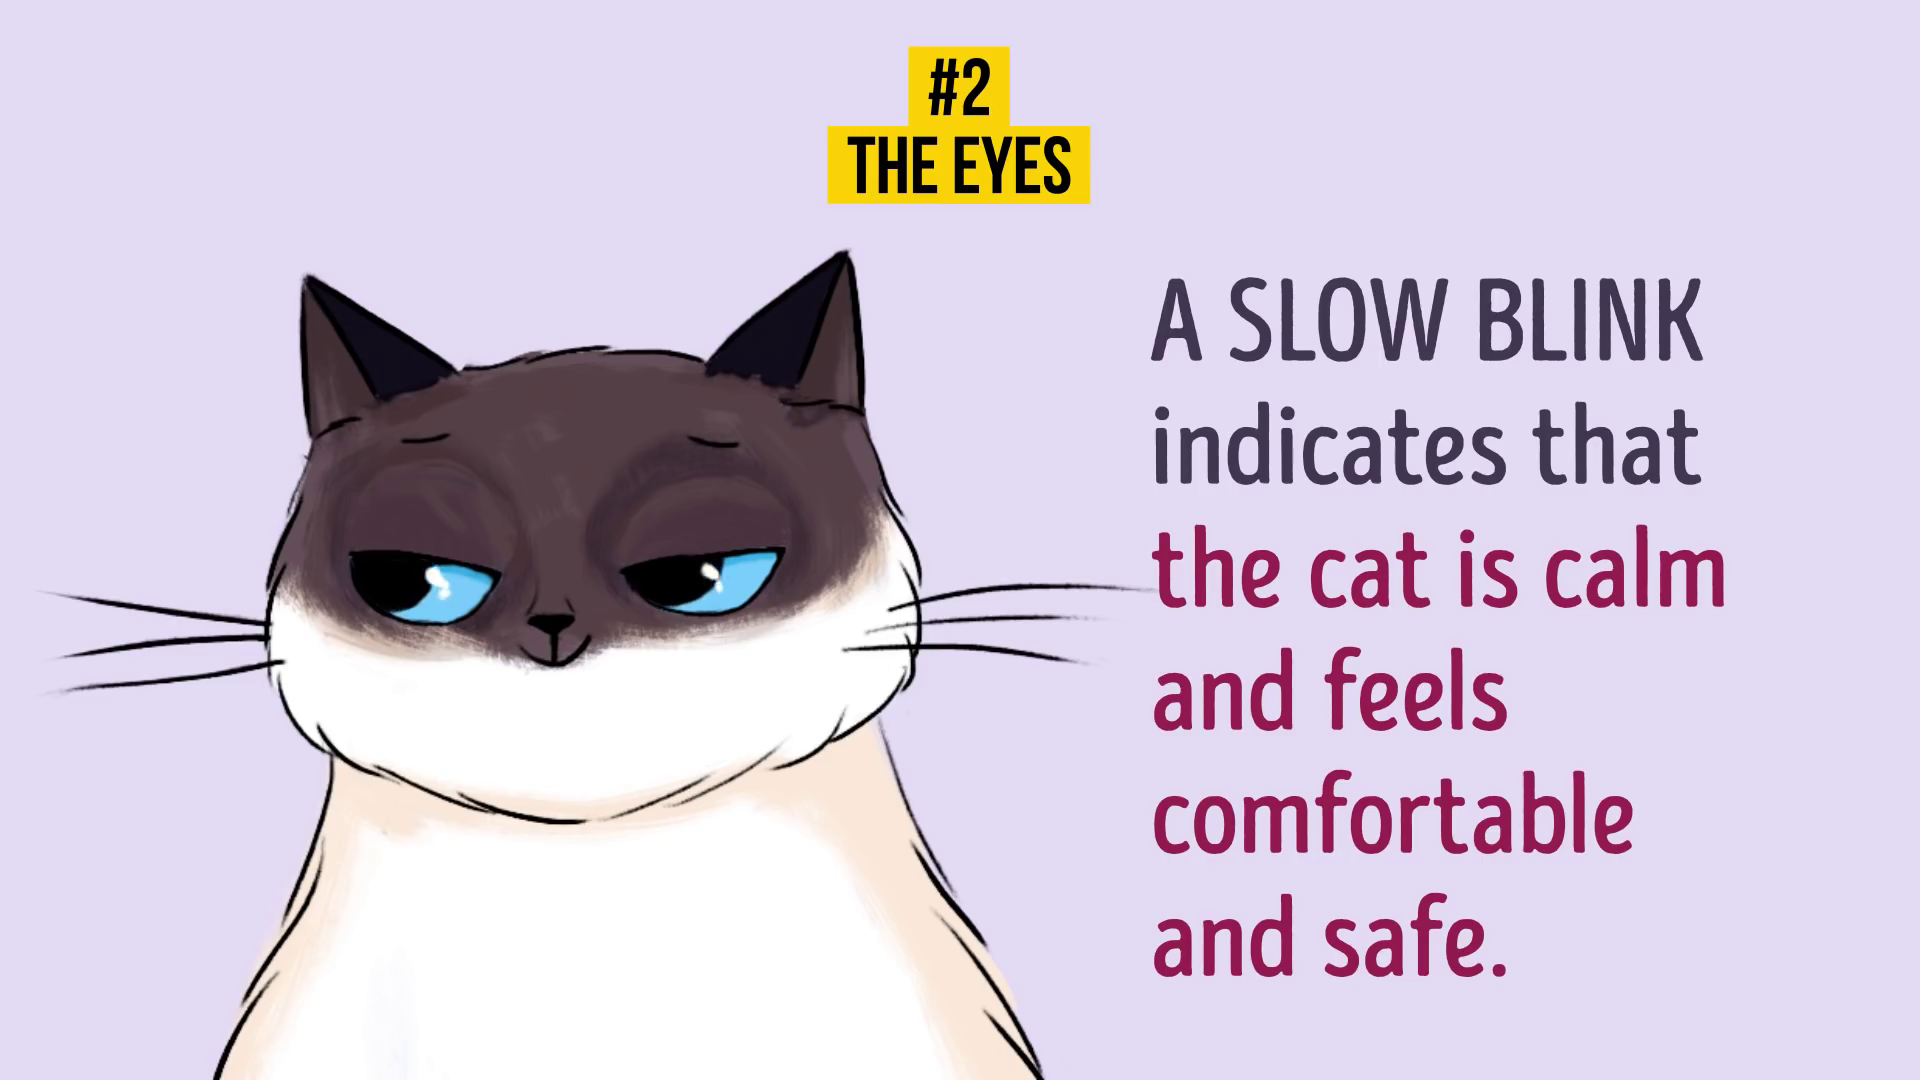 #2
THE EYES
A SLOW BLINK
indicates that
the cat is calm
and feels
comfortable
and safe.